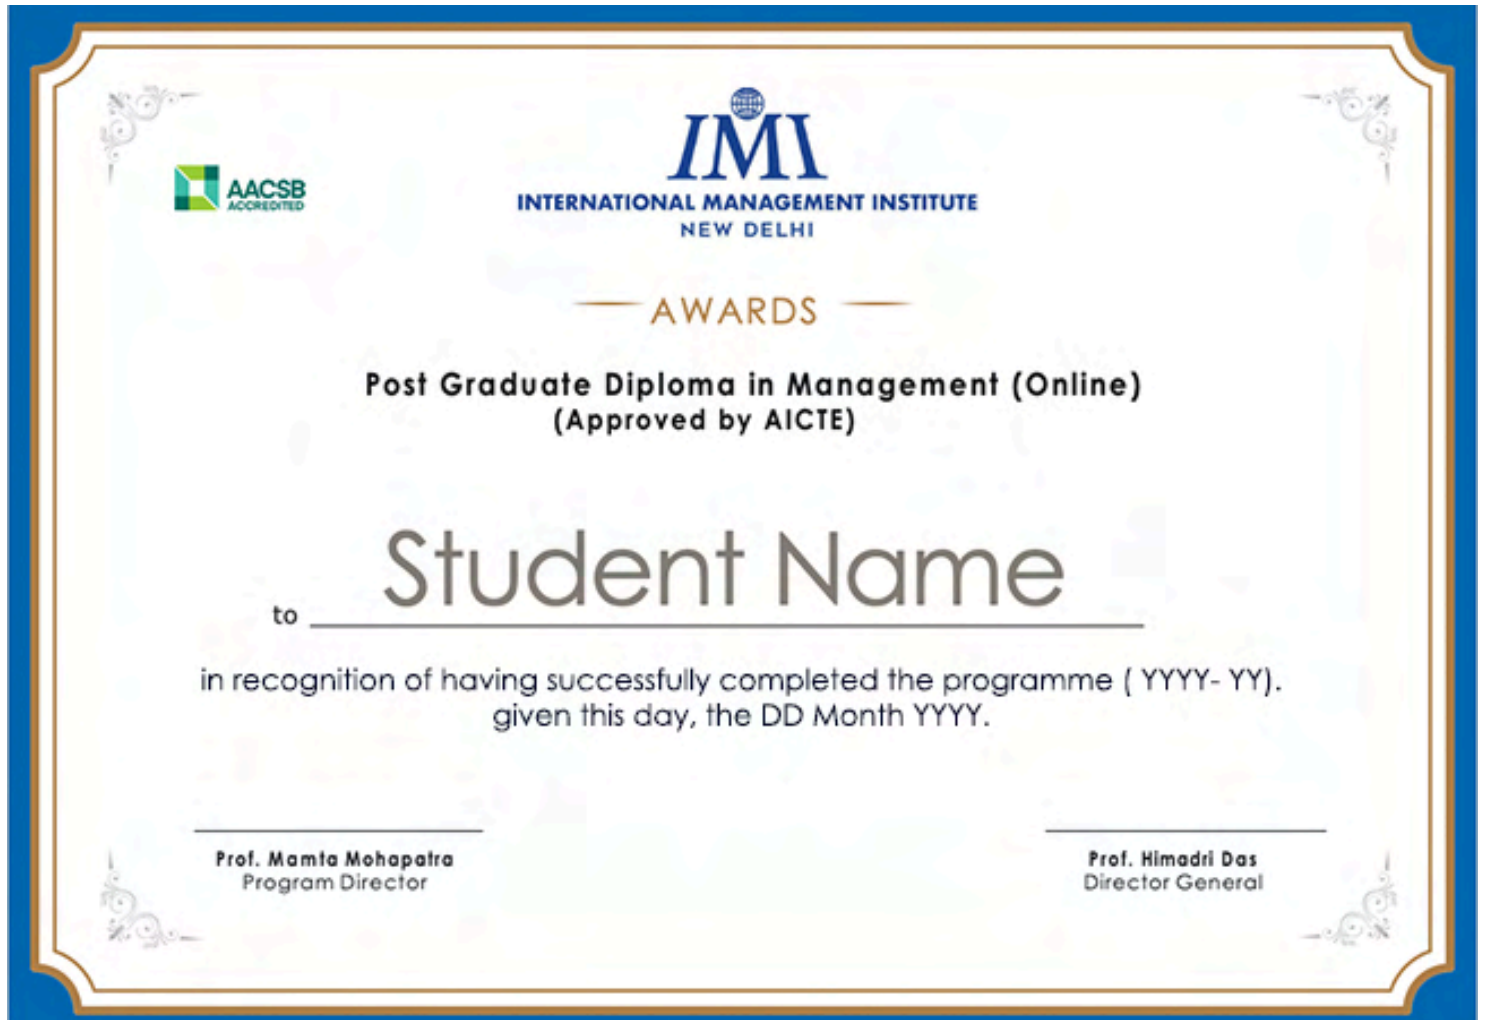 IMI
AACSB
ACCREDITED
INTERNATIONAL MANAGEMENT INSTITUTE
NEW DELHI
AWARDS
Post Graduate Diploma in Management (Online)
(Approved by AICTE)
Student Name
to
in recognition of having successfully completed the programme ( YYYY- YY).
given this day, the DD Month YYYY.
Prof. Mamta Mohapatra
Program Director
Prof. Himadri Das
Director General